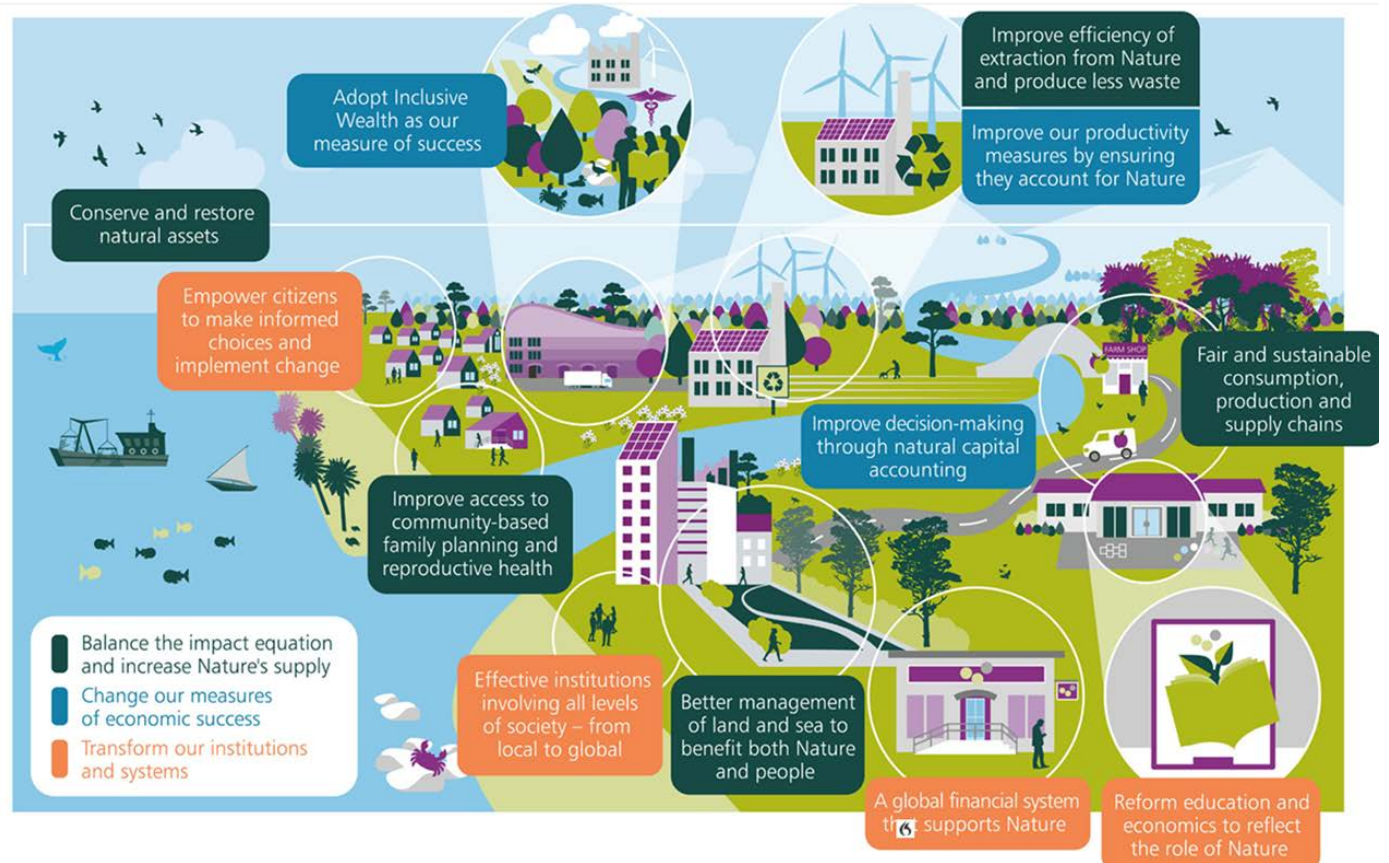 Improve efficiency of
extraction from Nature
and produce less waste
Adopt Inclusive
Wealth as our
measure of success
Improve our productivity
measures by ensuring
they account for Nature
Conserve and restore
natural assets
Empower citizens
to make informed
choices and
implement change
FARM SHOP
Fair and sustainable
consumption,
production and
supply chains
Improve decision-making
through natural capital
accounting
Improve access to
community-based
family planning and
reproductive health
Balance the impact equation
and increase Nature's supply
Change our measures
of economic success
Transform our institutions
and systems
Effective institutions
involving all levels
of society – from
local to global
Better management
of land and sea to
benefit both Nature
and people
A global financial system
that supports Nature
Reform education and
economics to reflect
the role of Nature